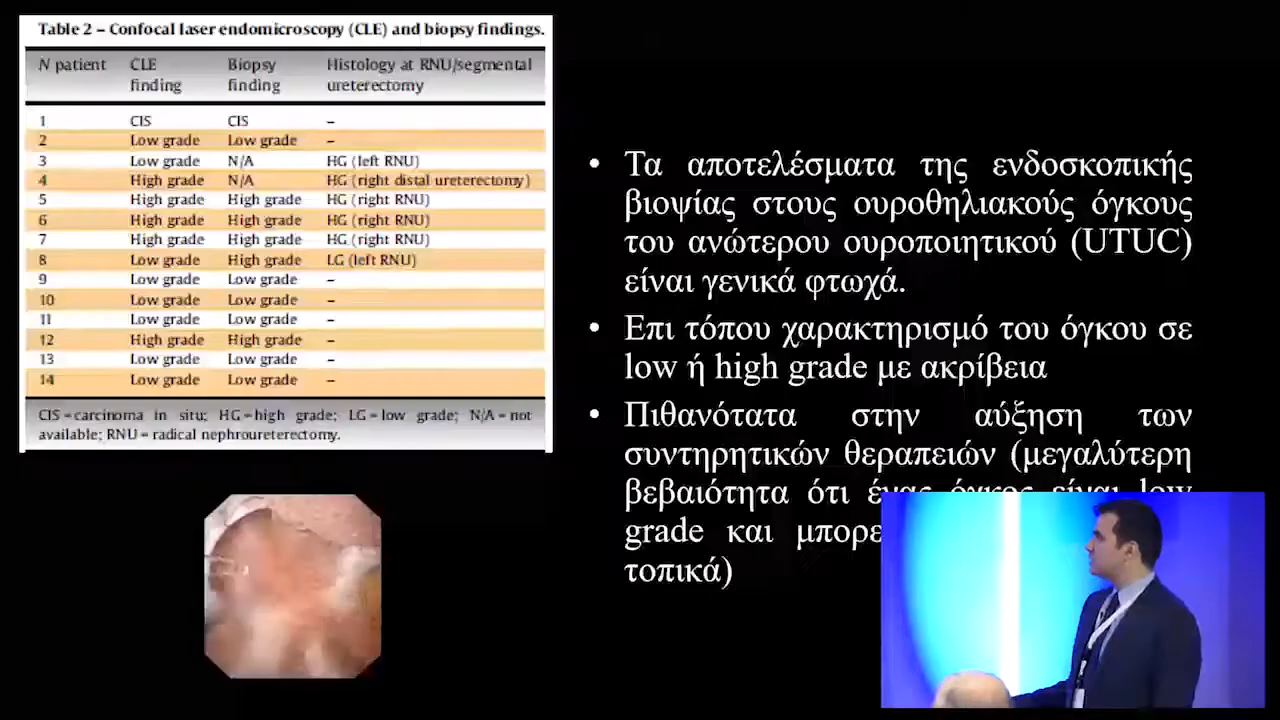 Table 2 – Confocal laser endomicroscopy (CLE) and biopsy findings.
N patient CLE finding Biopsy finding Histology at RNU/segmental ureterectomy
1 CIS CIS –
2 Low grade Low grade –
3 Low grade N/A HG (left RNU)
4 High grade N/A HG (right distal ureterectomy)
5 High grade High grade HG (right RNU)
6 High grade High grade HG (right RNU)
7 High grade High grade HG (right RNU)
8 Low grade High grade LG (left RNU)
9 Low grade Low grade –
10 Low grade Low grade –
11 Low grade Low grade –
12 High grade High grade –
13 Low grade Low grade –
14 Low grade Low grade –
CIS = carcinoma in situ; HG = high grade; LG = low grade; N/A = not
available; RNU = radical nephroureterectomy.
• Τα αποτελέσματα της ενδοσκοπικής
βιοψίας στους ουροθηλιακούς όγκους
του ανώτερου ουροποιητικού (UTUC)
είναι γενικά φτωχά.
• Επι τόπου χαρακτηρισμό του όγκου σε
low ή high grade με ακρίβεια
• Πιθανότατα στην αύξηση των
συντηρητικών θεραπειών (μεγαλύτερη
βεβαιότητα ότι ένας όγκος είναι low
grade και μπορε
τοπικά)